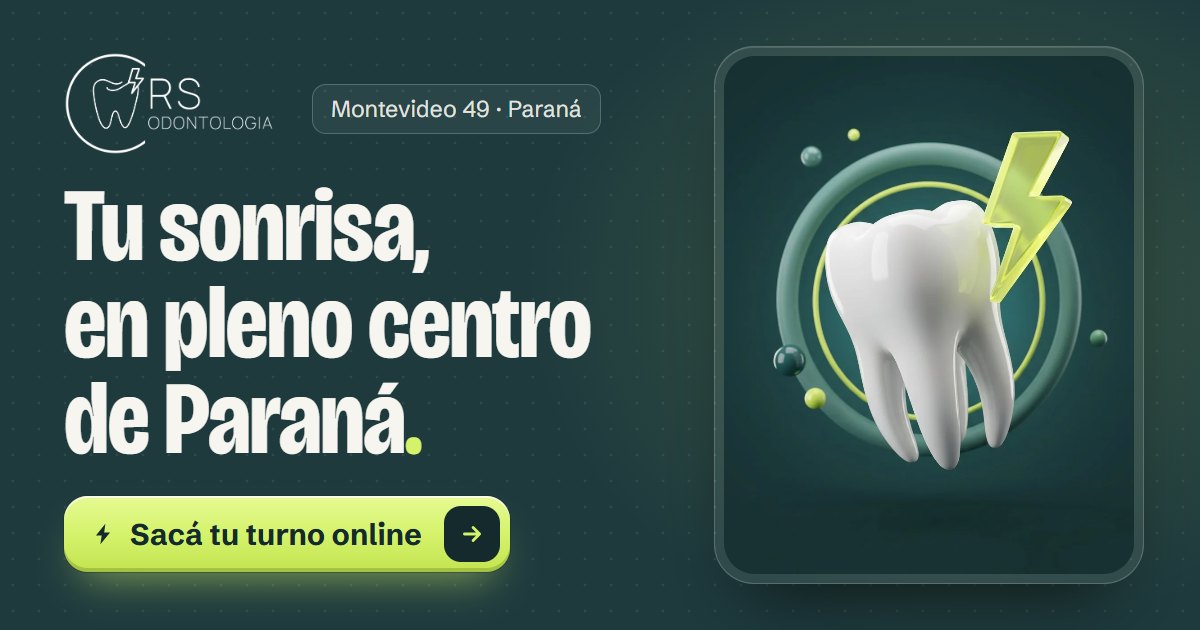 RS
ODONTOLOGIA
Montevideo 49 · Paraná
Tu sonrisa,
en pleno centro
de Paraná.
Sacá tu turno online